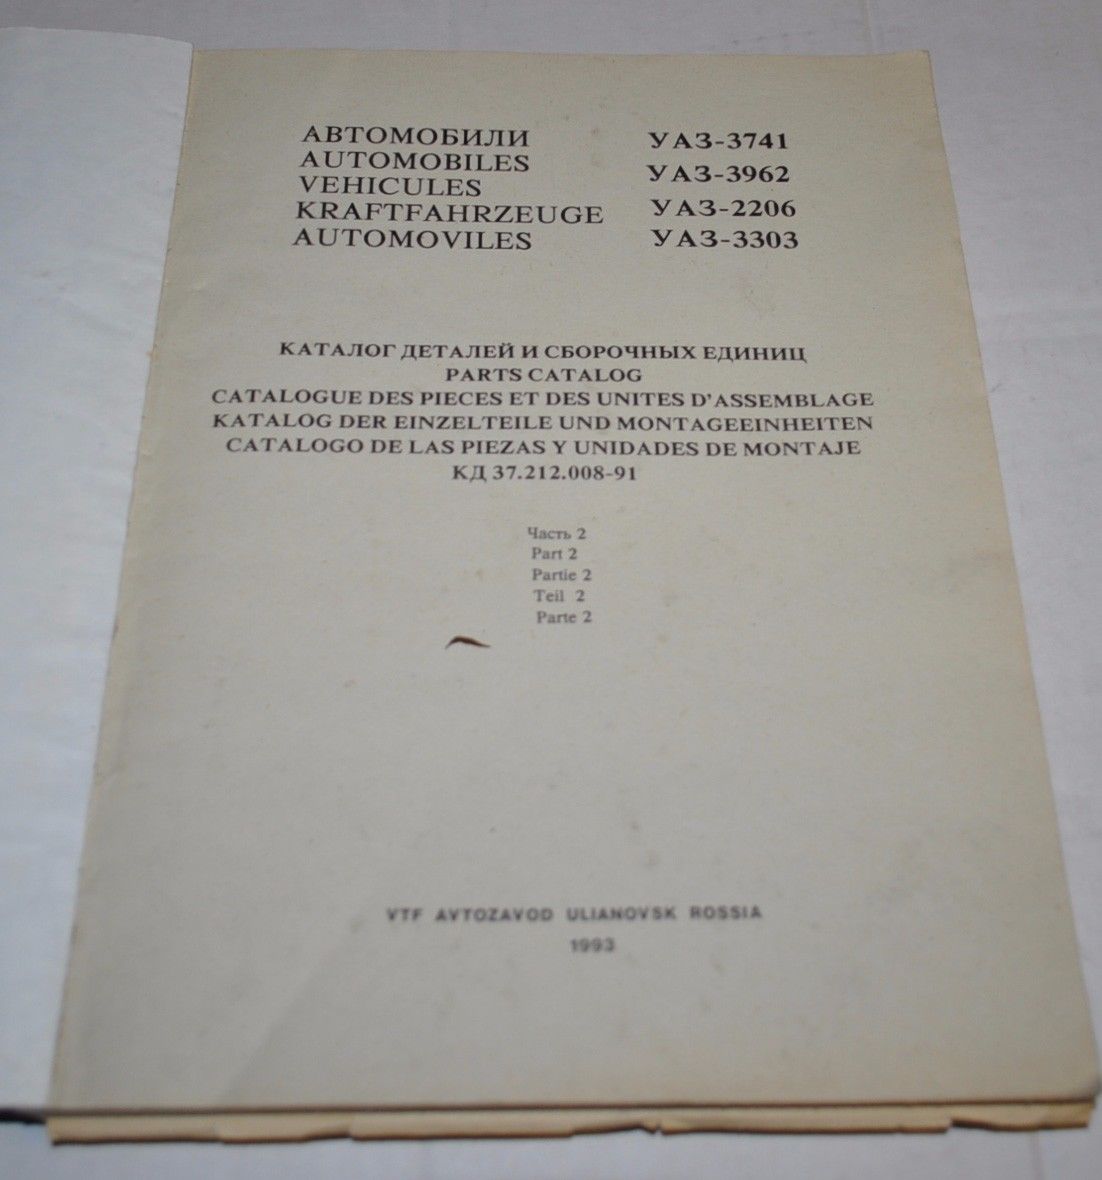 АВТОМОБИЛИ УАЗ-3741
AUTOMOBILES УАЗ-3962
VEHICULES
KRAFTFAHRZEUGE УАЗ-2206
AUTOMOVILES УАЗ-3303
КАТАЛОГ ДЕТАЛЕЙ И СБОРОЧНЫХ ЕДИНИЦ
PARTS CATALOG
CATALOGUE DES PIECES ET DES UNITES D'ASSEMBLAGE
KATALOG DER EINZELTEILE UND MONTAGEEINHEITEN
CATALOGO DE LAS PIEZAS Y UNIDADES DE MONTAJE
КД 37.212.008-91
Часть 2
Part 2
Partie 2
Teil 2
Parte 2
VTF AVTOZAVOD ULIANOVSK ROSSIA
1993